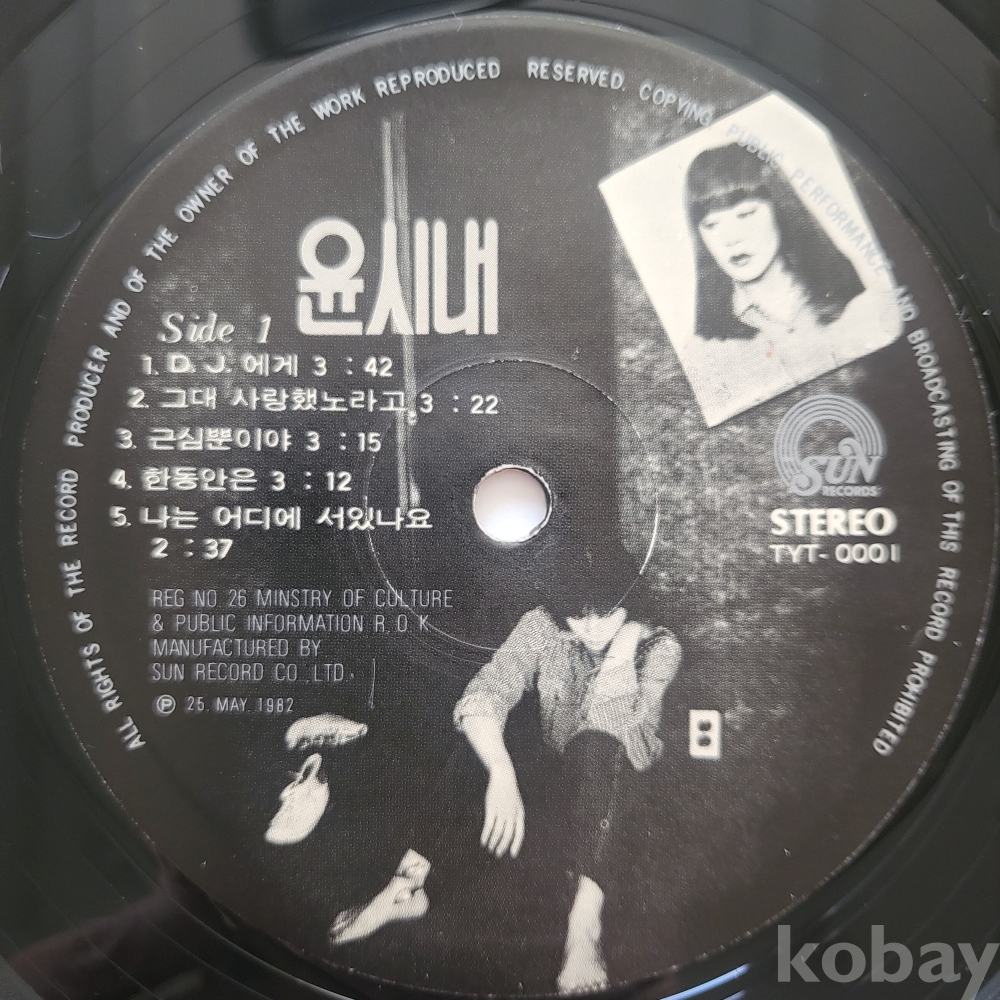 ALL RIGHTS OF THE RECORD PRODUCER AND OF THE OWNER OF THE WORK REPRODUCED RESERVED. COPYING PUBLIC PERFORMANCE AND BROADCASTING OF THIS RECORD PROHIBITED
윤시내
Side 1
1. D.J. 에게 3 : 42
2. 그대 사랑했노라고 3 : 22
3. 근심뿐이야 3 : 15
4. 한동안은 3 : 12
5. 나는 어디에 서있나요
2 : 37
SUN
RECORDS
STEREO
TYT-0001
REG NO 26 MINSTRY OF CULTURE
& PUBLIC INFORMATION R.O.K
MANUFACTURED BY
SUN RECORD CO.,LTD.
℗ 25. MAY. 1982
kobay